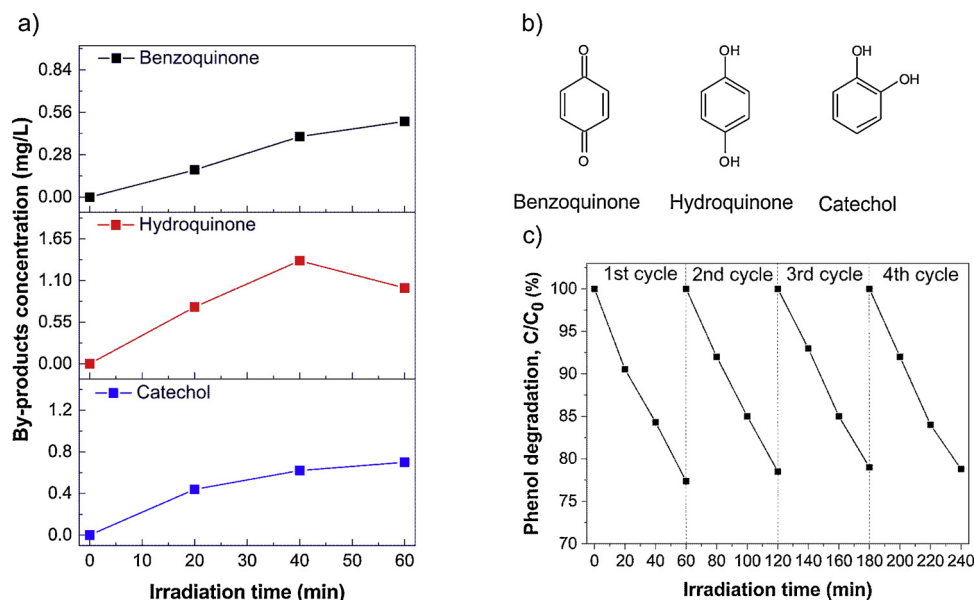 a)
By-products concentration (mg/L)
Benzoquinone
0.84
0.56
0.28
0.00
Hydroquinone
1.65
1.10
0.55
0.00
Catechol
1.2
0.8
0.4
0.0
0 20 40 60
Irradiation time (min)
b)
O
O
OH
OH
OH
OH
Benzoquinone Hydroquinone Catechol
c)
Phenol degradation, C/C0 (%)
1st cycle 2nd cycle 3rd cycle 4th cycle
100
95
90
85
80
75
70
0 20 40 60 80 100 120 140 160 180 200 220 240
Irradiation time (min)